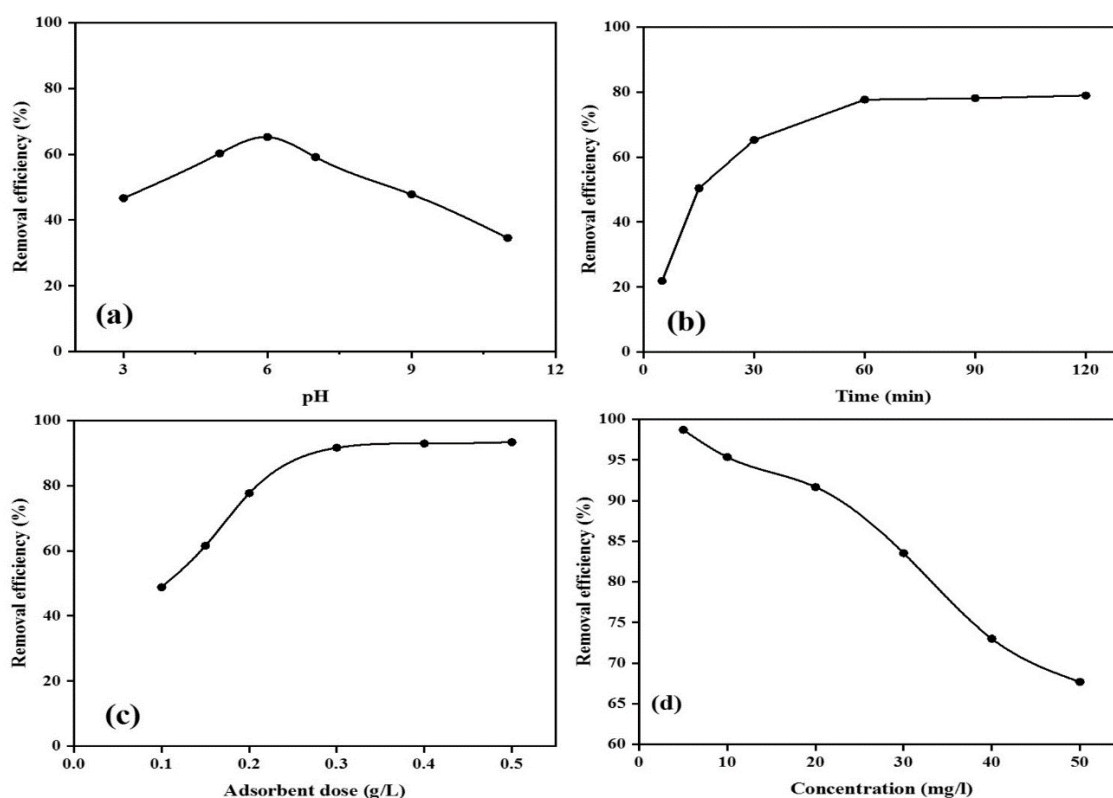 100
80
60
40
20
0
Removal efficiency (%)
(a)
3 6 9 12
pH
100
80
60
40
20
0
Removal efficiency (%)
(b)
0 30 60 90 120
Time (min)
100
80
60
40
20
0
Removal efficiency (%)
(c)
0.0 0.1 0.2 0.3 0.4 0.5
Adsorbent dose (g/L)
100
95
90
85
80
75
70
65
60
Removal efficiency (%)
(d)
0 10 20 30 40 50
Concentration (mg/l)